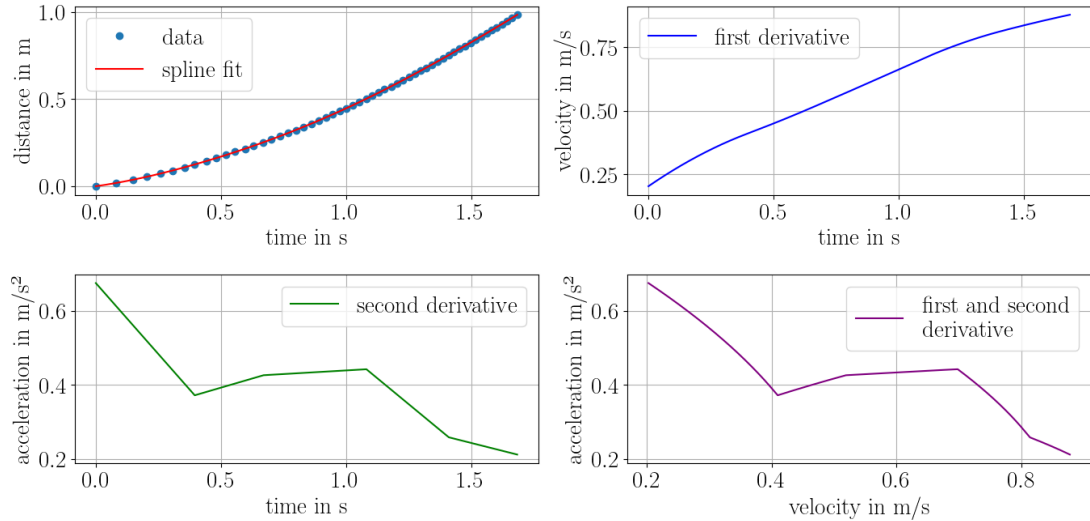 1.0
0.5
0.0
distance in m
data
spline fit
0.0
0.5
1.0
1.5
time in s
0.75
0.50
0.25
velocity in m/s
first derivative
0.0
0.5
1.0
1.5
time in s
0.6
0.4
0.2
acceleration in m/s²
second derivative
0.0
0.5
1.0
1.5
time in s
0.6
0.4
0.2
acceleration in m/s²
first and second
derivative
0.2
0.4
0.6
0.8
velocity in m/s